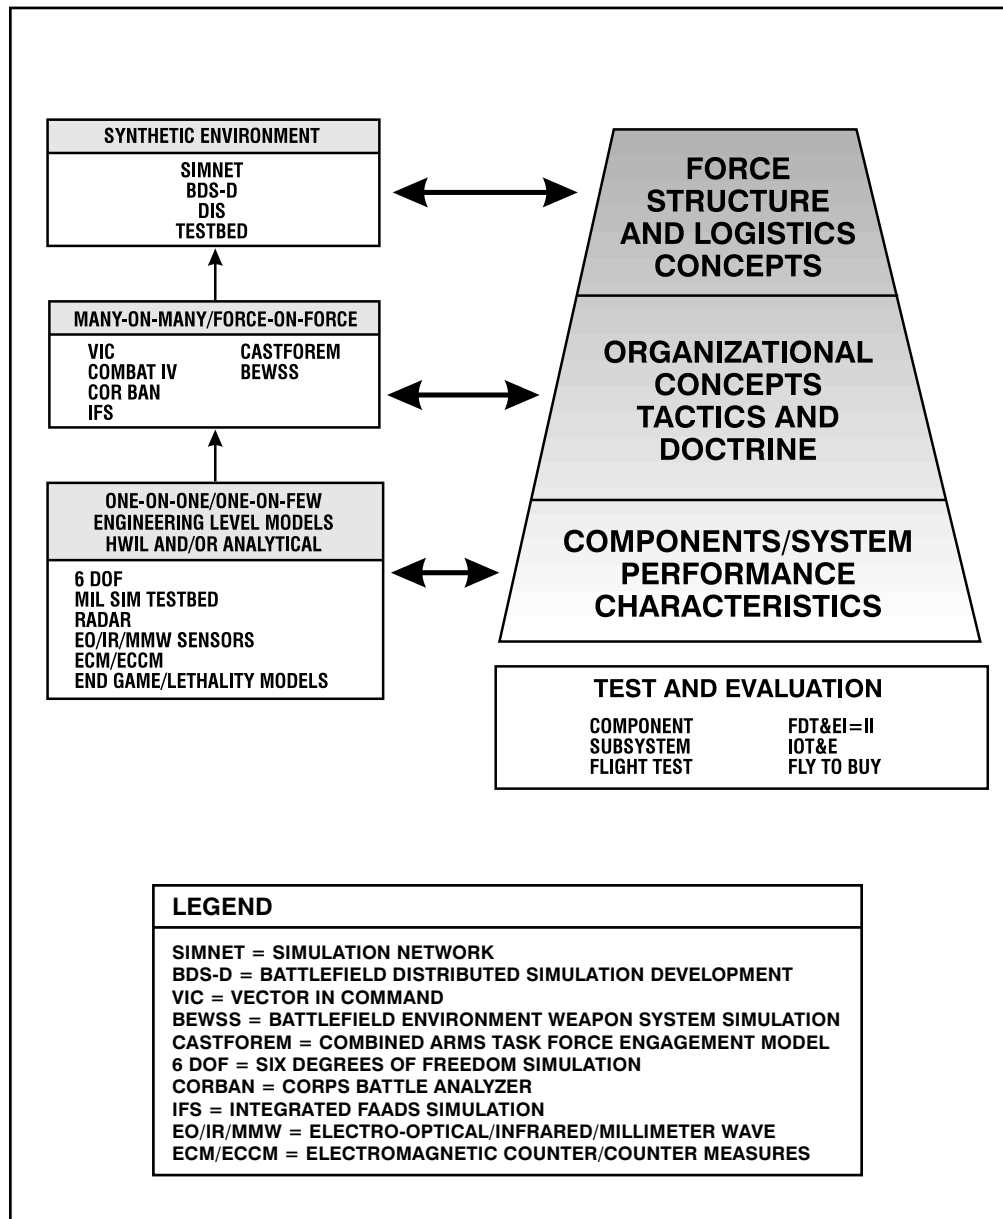 SYNTHETIC ENVIRONMENT
SIMNET
BDS-D
DIS
TESTBED
MANY-ON-MANY/FORCE-ON-FORCE
VIC
COMBAT IV
COR BAN
IFS
CASTFOREM
BEWSS
ONE-ON-ONE/ONE-ON-FEW
ENGINEERING LEVEL MODELS
HWIL AND/OR ANALYTICAL
6 DOF
MIL SIM TESTBED
RADAR
EO/IR/MMW SENSORS
ECM/ECCM
END GAME/LETHALITY MODELS
FORCE
STRUCTURE
AND LOGISTICS
CONCEPTS
ORGANIZATIONAL
CONCEPTS
TACTICS AND
DOCTRINE
COMPONENTS/SYSTEM
PERFORMANCE
CHARACTERISTICS
TEST AND EVALUATION
COMPONENT
SUBSYSTEM
FLIGHT TEST
FDT&EI=II
IOT&E
FLY TO BUY
LEGEND
SIMNET = SIMULATION NETWORK
BDS-D = BATTLEFIELD DISTRIBUTED SIMULATION DEVELOPMENT
VIC = VECTOR IN COMMAND
BEWSS = BATTLEFIELD ENVIRONMENT WEAPON SYSTEM SIMULATION
CASTFOREM = COMBINED ARMS TASK FORCE ENGAGEMENT MODEL
6 DOF = SIX DEGREES OF FREEDOM SIMULATION
CORBAN = CORPS BATTLE ANALYZER
IFS = INTEGRATED FAADS SIMULATION
EO/IR/MMW = ELECTRO-OPTICAL/INFRARED/MILLIMETER WAVE
ECM/ECCM = ELECTROMAGNETIC COUNTER/COUNTER MEASURES